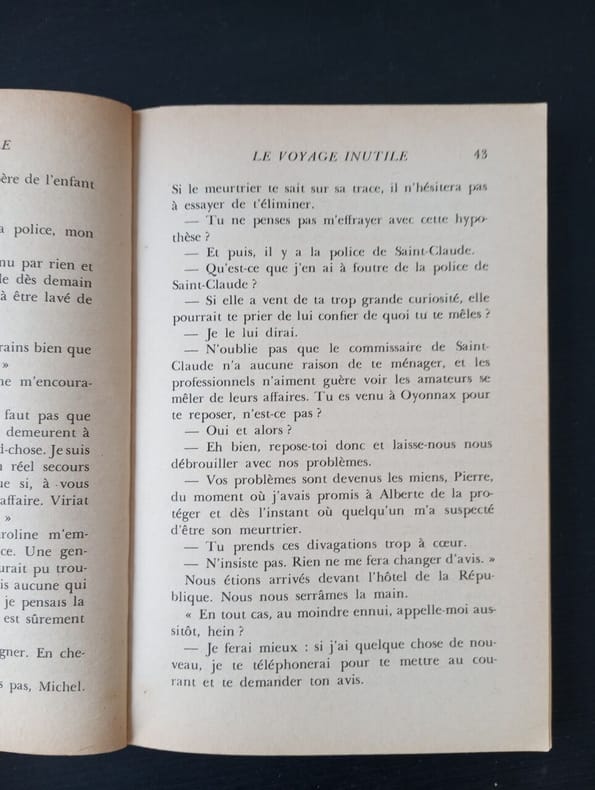 LE
ère de l'enfant
a police, mon
nu par rien et
le dès demain
à être lavé de
rains bien que
»
ne m'encoura-
faut pas que
demeurent à
d-chose. Je suis
n réel secours
ue si, à vous
affaire. Viriat
»
roline m'em-
ce. Une gen-
urait pu trou-
is aucune qui
je pensais la
est sûrement
gner. En che-
s pas, Michel.
LE VOYAGE INUTILE 43
Si le meurtrier te sait sur sa trace, il n'hésitera pas
à essayer de t'éliminer.
— Tu ne penses pas m'effrayer avec cette hypo-
thèse ?
— Et puis, il y a la police de Saint-Claude.
— Qu'est-ce que j'en ai à foutre de la police de
Saint-Claude ?
— Si elle a vent de ta trop grande curiosité, elle
pourrait te prier de lui confier de quoi tu te mêles ?
— Je le lui dirai.
— N'oublie pas que le commissaire de Saint-
Claude n'a aucune raison de te ménager, et les
professionnels n'aiment guère voir les amateurs se
mêler de leurs affaires. Tu es venu à Oyonnax pour
te reposer, n'est-ce pas ?
— Oui et alors ?
— Eh bien, repose-toi donc et laisse-nous nous
débrouiller avec nos problèmes.
— Vos problèmes sont devenus les miens, Pierre,
du moment où j'avais promis à Alberte de la pro-
téger et dès l'instant où quelqu'un m'a suspecté
d'être son meurtrier.
— Tu prends ces divagations trop à cœur.
— N'insiste pas. Rien ne me fera changer d'avis. »
Nous étions arrivés devant l'hôtel de la Répu-
blique. Nous nous serrâmes la main.
« En tout cas, au moindre ennui, appelle-moi aus-
sitôt, hein ?
— Je ferai mieux : si j'ai quelque chose de nou-
veau, je te téléphonerai pour te mettre au cou-
rant et te demander ton avis.